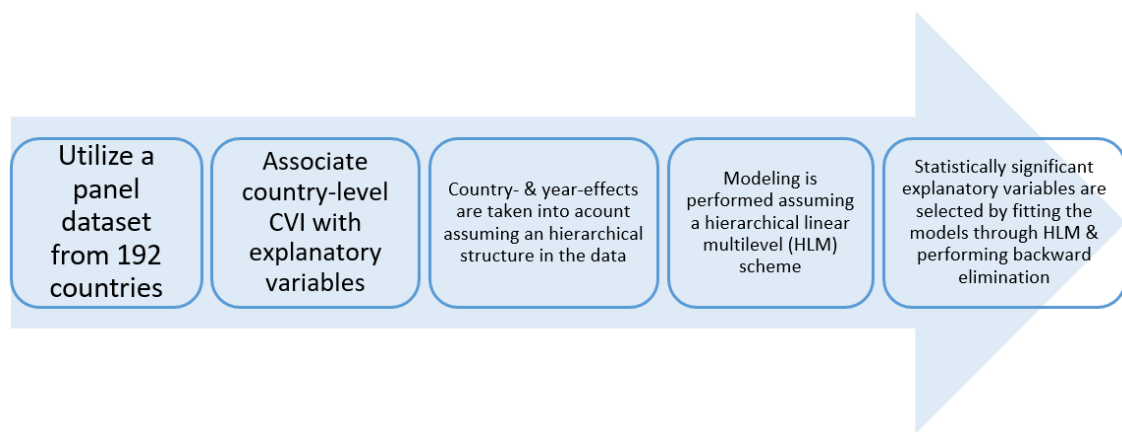 Utilize a
panel
dataset
from 192
countries
Associate
country-level
CVI with
explanatory
variables
Country- & year-effects
are taken into acount
assuming an hierarchical
structure in the data
Modeling is
performed assuming
a hierarchical linear
multilevel (HLM)
scheme
Statistically significant
explanatory variables are
selected by fitting the
models through HLM &
performing backward
elimination